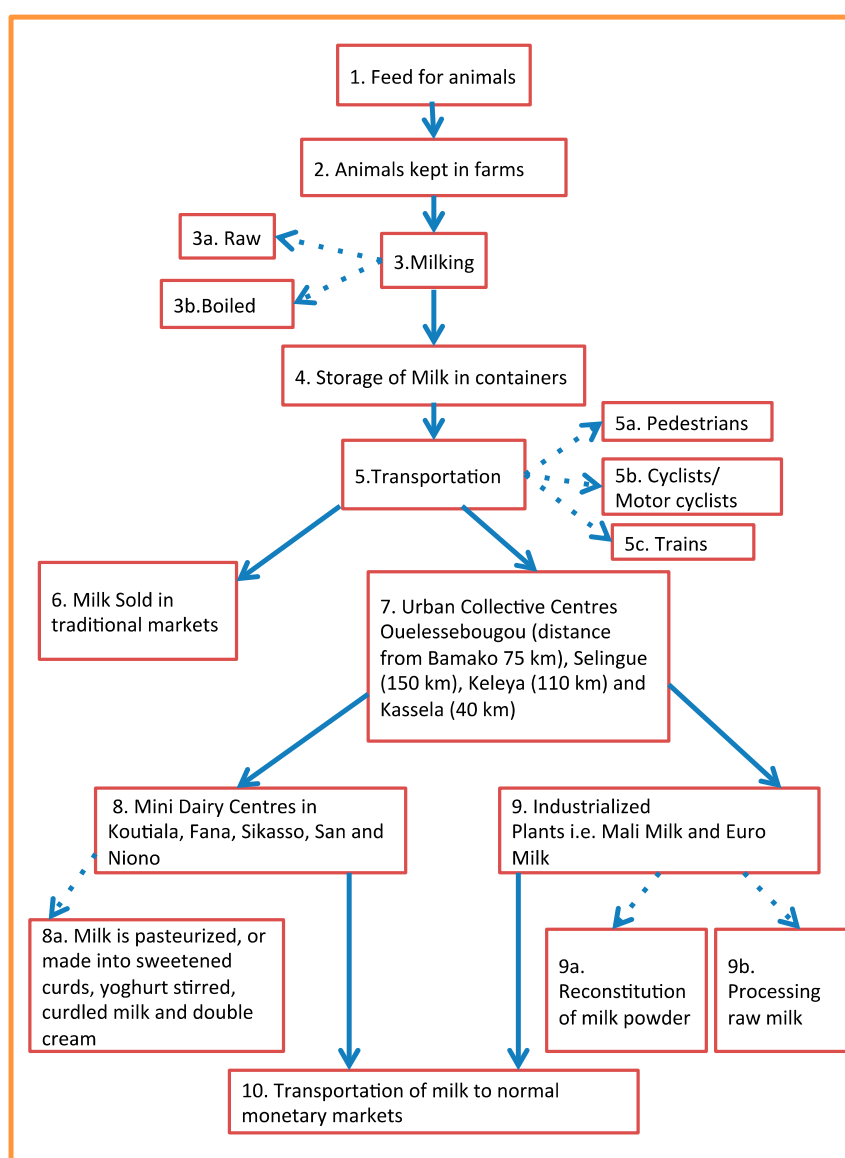 1. Feed for animals
2. Animals kept in farms
3a. Raw
3.Milking
3b.Boiled
4. Storage of Milk in containers
5a. Pedestrians
5.Transportation
5b. Cyclists/
Motor cyclists
5c. Trains
6. Milk Sold in
traditional markets
7. Urban Collective Centres
Ouelessebougou (distance
from Bamako 75 km), Selingue
(150 km), Keleya (110 km) and
Kassela (40 km)
8. Mini Dairy Centres in
Koutiala, Fana, Sikasso, San and
Niono
9. Industrialized
Plants i.e. Mali Milk and Euro
Milk
8a. Milk is pasteurized, or
made into sweetened
curds, yoghurt stirred,
curdled milk and double
cream
9a.
Reconstitution
of milk powder
9b.
Processing
raw milk
10. Transportation of milk to normal
monetary markets